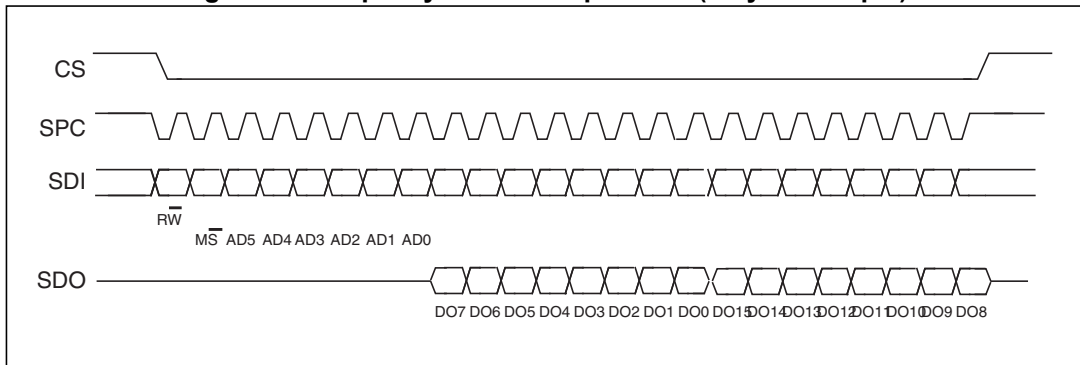 CS
SPC
SDI
RW
MS AD5 AD4 AD3 AD2 AD1 AD0
SDO
DO7 DO6 DO5 DO4 DO3 DO2 DO1 DO0 DO15 DO14 DO13 DO12 DO11 DO10 DO9 DO8